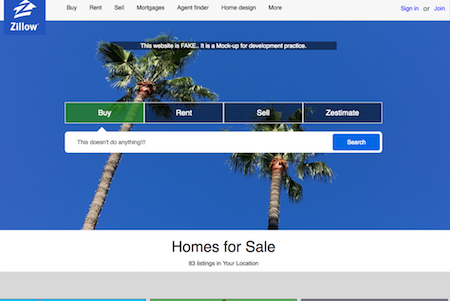 Zillow
Buy Rent Sell Mortgages Agent finder Home design More Sign in or Join
This website is FAKE.. It is a Mock-up for development practice.
Buy Rent Sell Zestimate
This doesn't do anything!!! Search
Homes for Sale
83 listings in Your Location